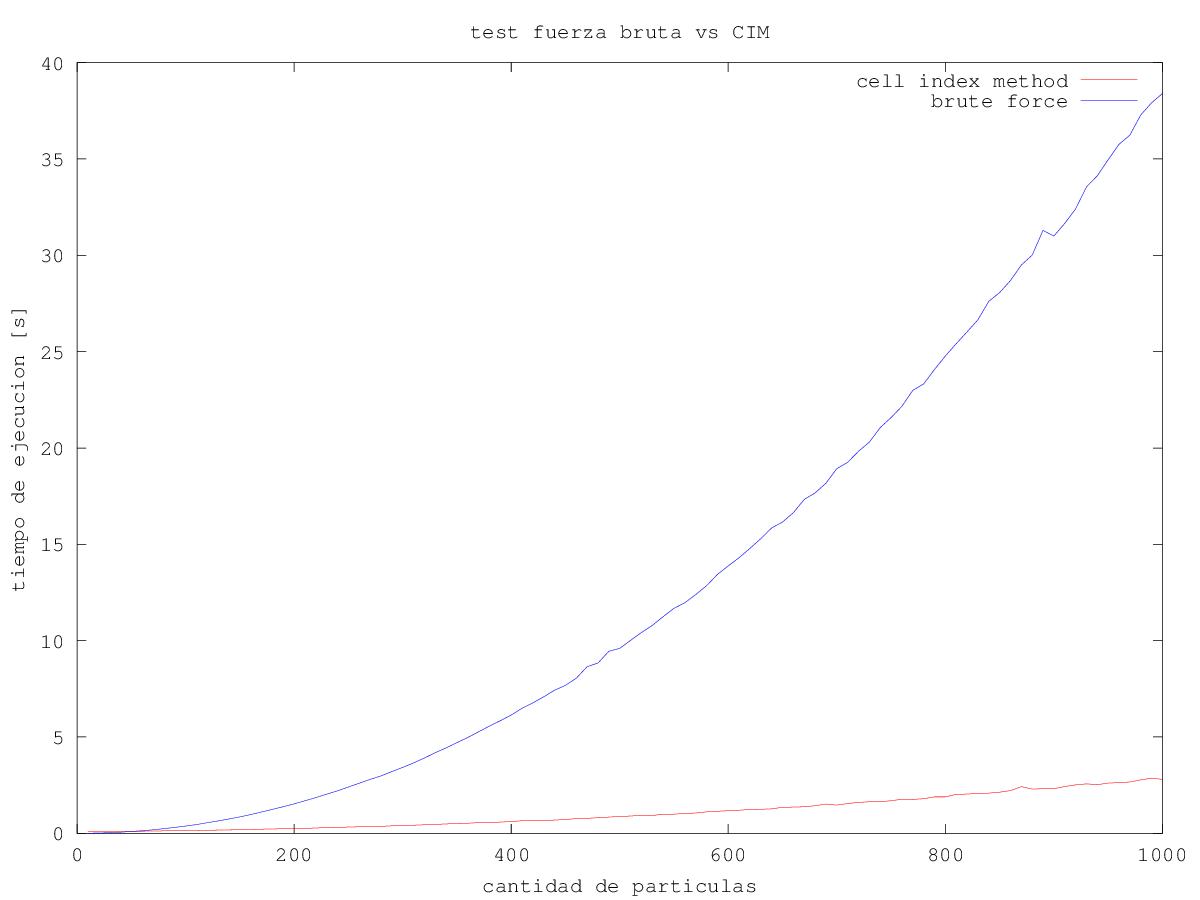 test fuerza bruta vs CIM
cell index method
brute force
40
35
30
25
20
15
10
5
0
tiempo de ejecucion [s]
0 200 400 600 800 1000
cantidad de particulas